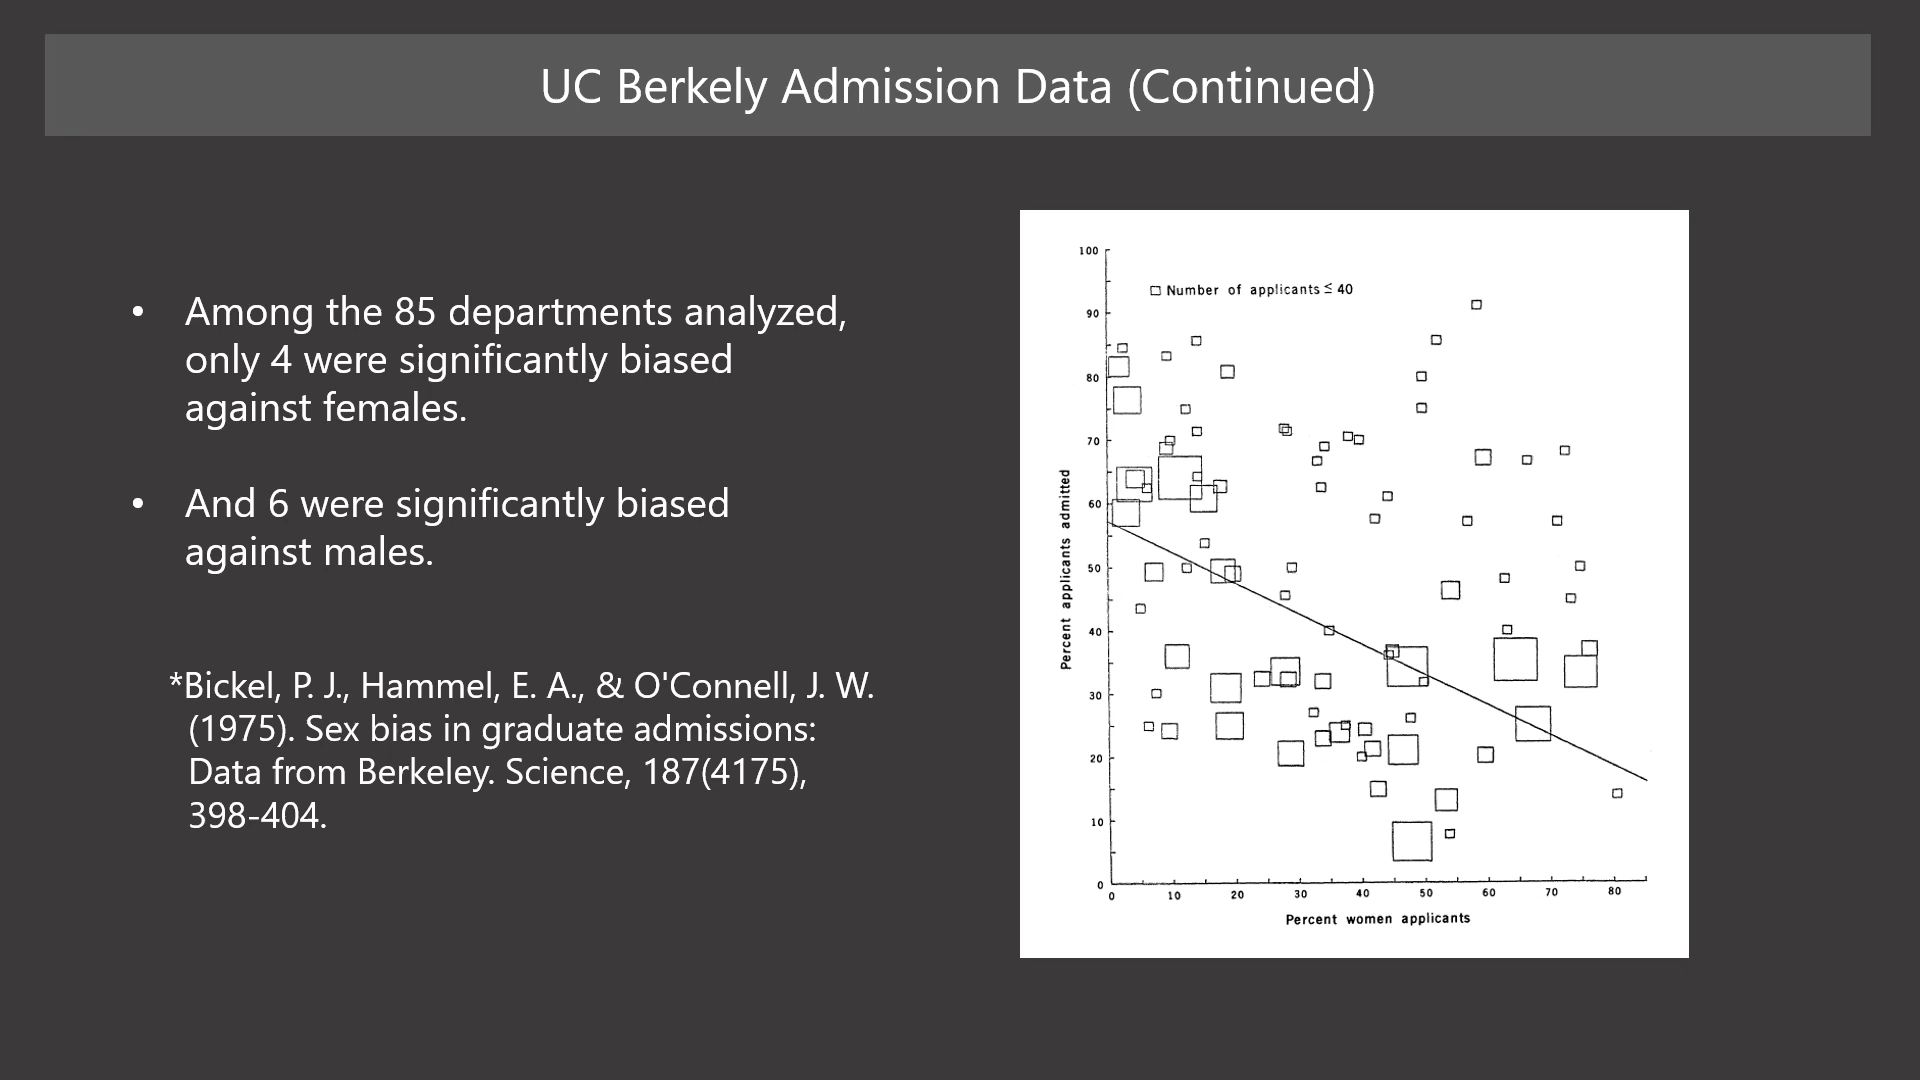 UC Berkely Admission Data (Continued)
• Among the 85 departments analyzed,
only 4 were significantly biased
against females.
• And 6 were significantly biased
against males.
*Bickel, P. J., Hammel, E. A., & O'Connell, J. W.
(1975). Sex bias in graduate admissions:
Data from Berkeley. Science, 187(4175),
398-404.
Number of applicants ≤ 40
Percent applicants admitted
100
90
80
70
60
50
40
30
20
10
0
0 10 20 30 40 50 60 70 80
Percent women applicants